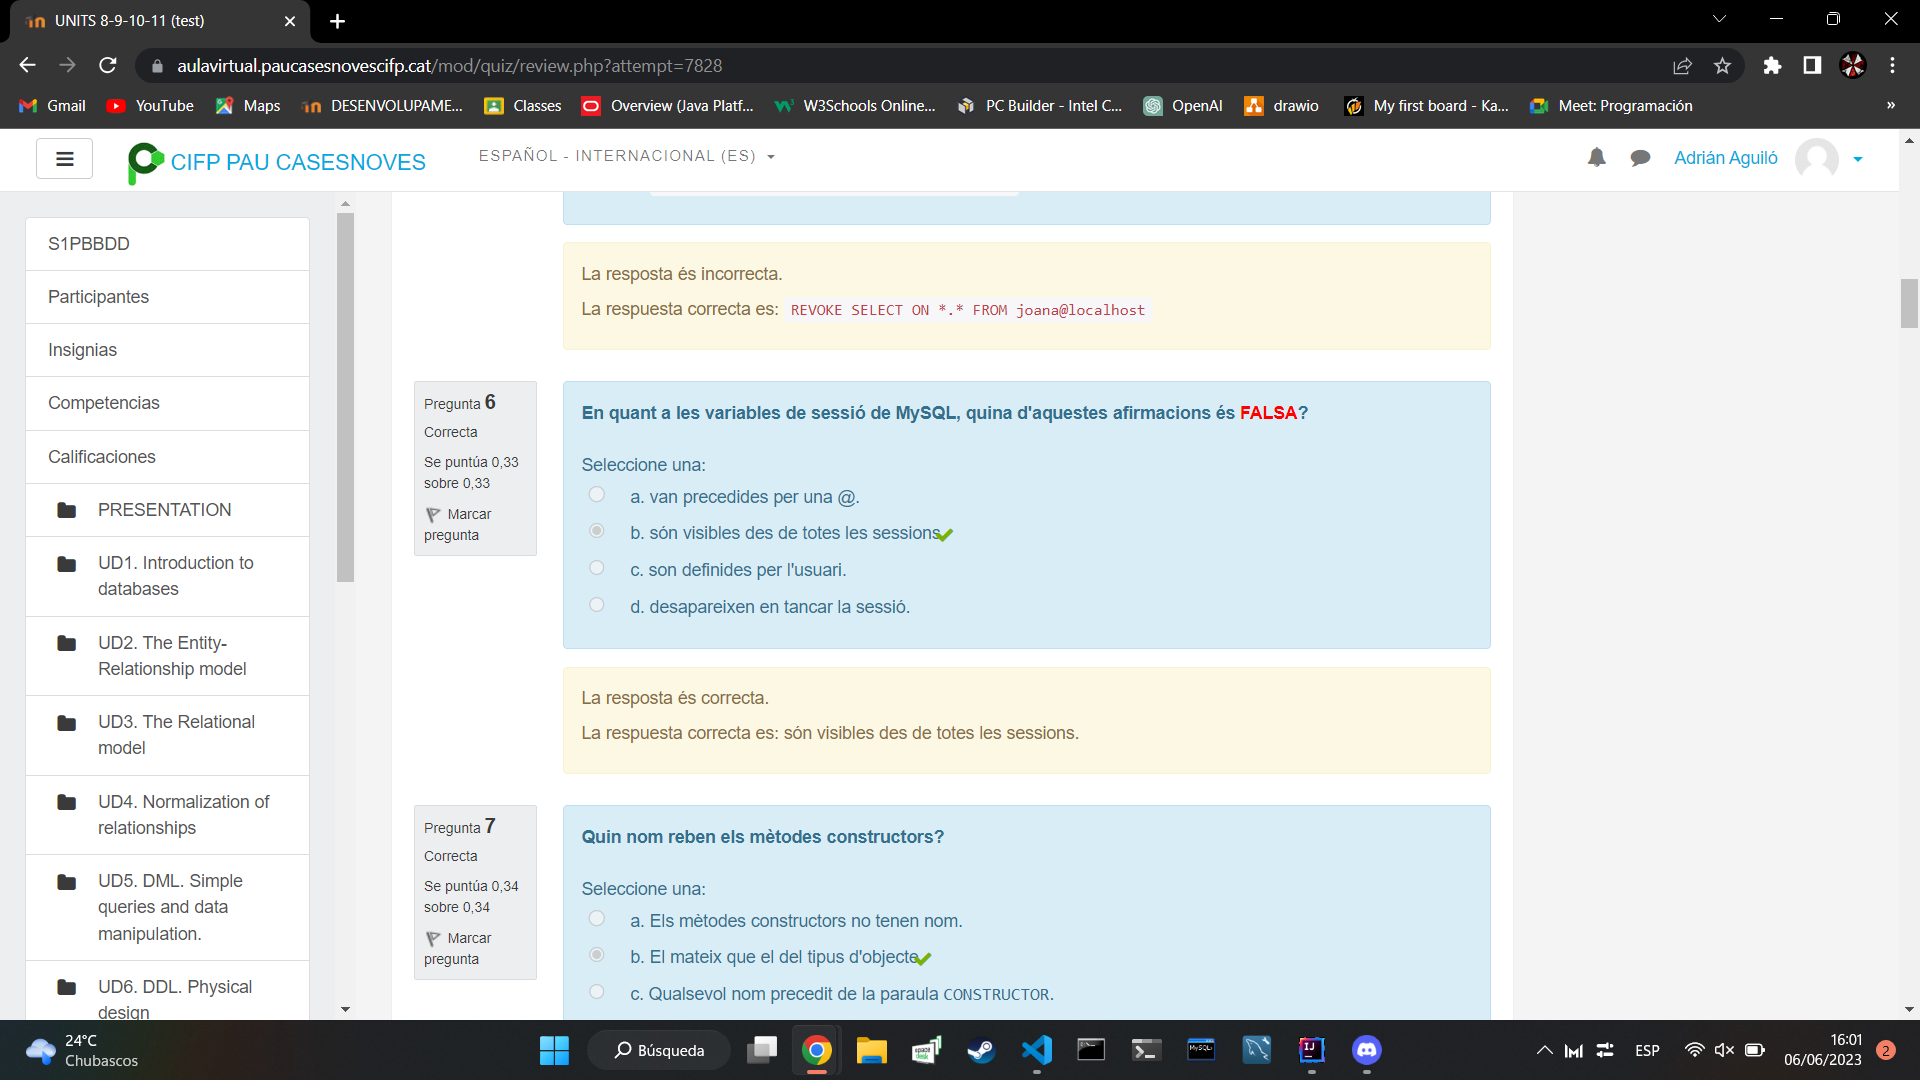 UNITS 8-9-10-11 (test)
aulavirtual.paucasesnovescifp.cat/mod/quiz/review.php?attempt=7828
Gmail
YouTube
Maps
DESENVOLUPAME...
Classes
Overview (Java Platf...
W3Schools Online...
PC Builder - Intel C...
OpenAI
drawio
My first board - Ka...
Meet: Programación
»
CIFP PAU CASESNOVES
ESPAÑOL - INTERNACIONAL (ES)
Adrián Aguiló
S1PBBDD
Participantes
Insignias
Competencias
Calificaciones
PRESENTATION
UD1. Introduction to
databases
UD2. The Entity-
Relationship model
UD3. The Relational
model
UD4. Normalization of
relationships
UD5. DML. Simple
queries and data
manipulation.
UD6. DDL. Physical
design
La resposta és incorrecta.
La respuesta correcta es: REVOKE SELECT ON *.* FROM joana@localhost
Pregunta 6
Correcta
Se puntúa 0,33
sobre 0,33
Marcar
pregunta
En quant a les variables de sessió de MySQL, quina d'aquestes afirmacions és FALSA?
Seleccione una:
a. van precedides per una @.
b. són visibles des de totes les sessions
c. son definides per l'usuari.
d. desapareixen en tancar la sessió.
La resposta és correcta.
La respuesta correcta es: són visibles des de totes les sessions.
Pregunta 7
Correcta
Se puntúa 0,34
sobre 0,34
Marcar
pregunta
Quin nom reben els mètodes constructors?
Seleccione una:
a. Els mètodes constructors no tenen nom.
b. El mateix que el del tipus d'objecte
c. Qualsevol nom precedit de la paraula CONSTRUCTOR.
24°C
Chubascos
Búsqueda
ESP
16:01
06/06/2023
2